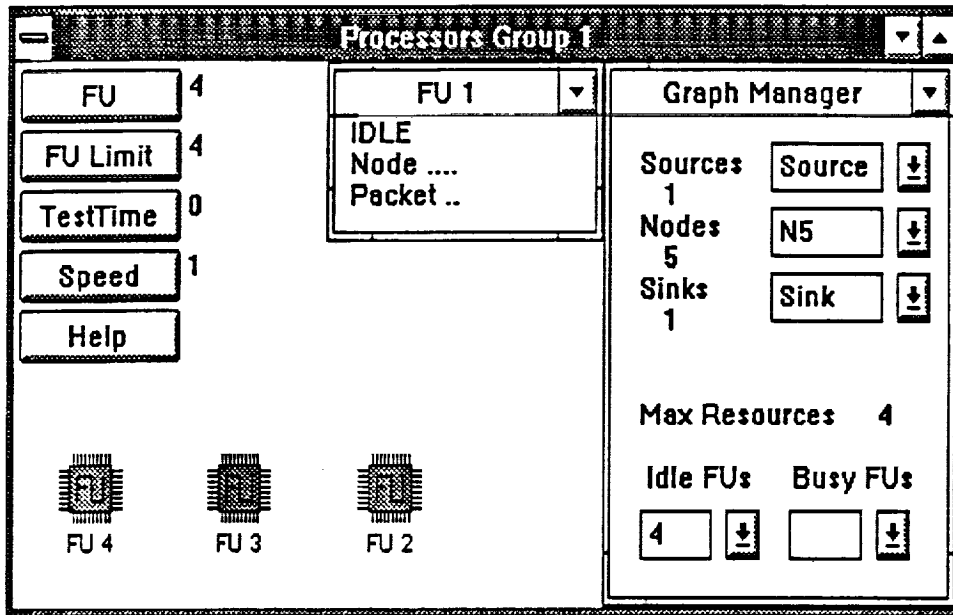 Processors Group 1
FU 4
FU Limit 4
TestTime 0
Speed 1
Help
FU 1
IDLE
Node ....
Packet ..
Graph Manager
Sources Source
1
Nodes N5
5
Sinks Sink
1
Max Resources 4
Idle FUs Busy FUs
4
FU FU FU
FU 4 FU 3 FU 2